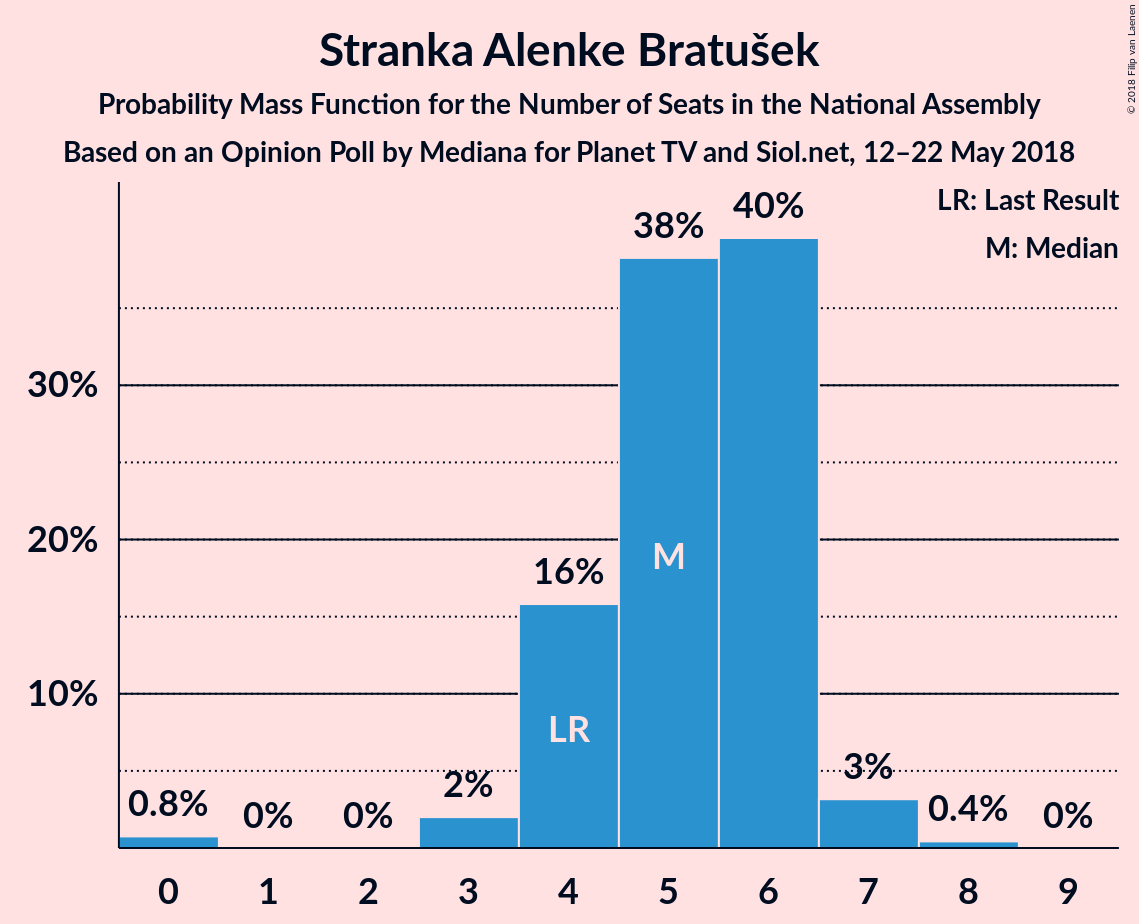 Stranka Alenke Bratušek
Probability Mass Function for the Number of Seats in the National Assembly
Based on an Opinion Poll by Mediana for Planet TV and Siol.net, 12–22 May 2018
© 2018 Filip van Laenen
LR: Last Result
M: Median
30%
20%
10%
0.8%
0%
0%
2%
16%
38%
40%
3%
0.4%
0%
LR
M
0 1 2 3 4 5 6 7 8 9